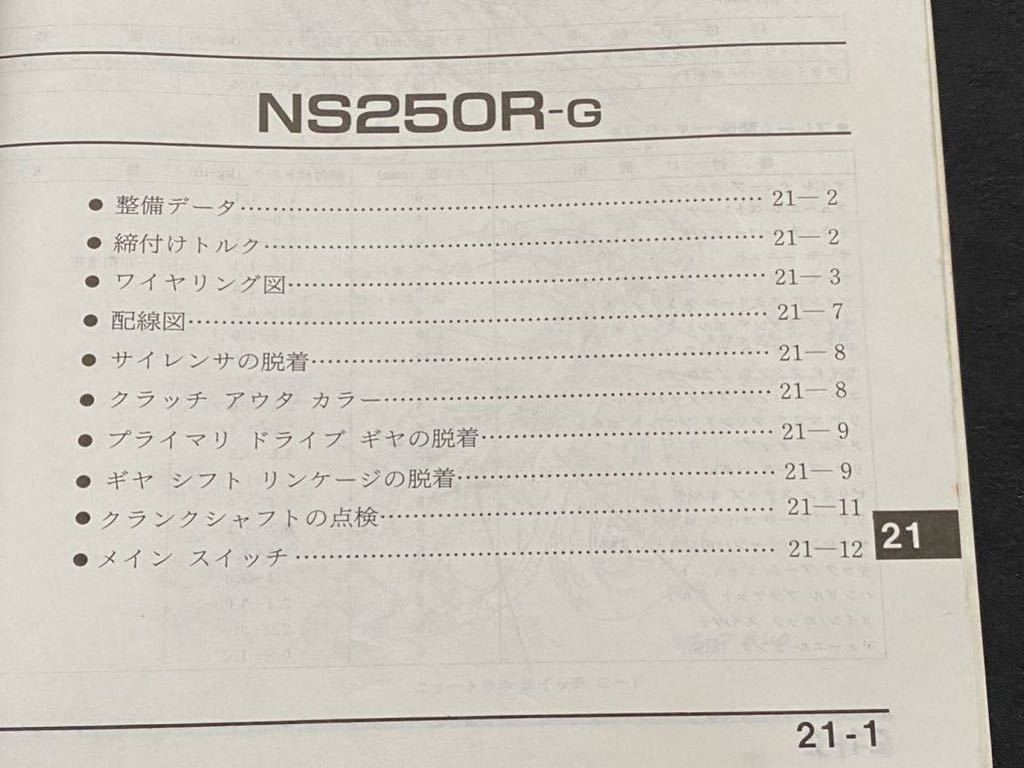 NS250R-G
● 整備データ…………………………………………………………21―2
● 締付けトルク………………………………………………………21―2
● ワイヤリング図……………………………………………………21―3
● 配線図………………………………………………………………21―7
● サイレンサの脱着…………………………………………………21―8
● クラッチ アウタ カラー…………………………………………21―8
● プライマリ ドライブ ギヤの脱着………………………………21―9
● ギヤ シフト リンケージの脱着…………………………………21―9
● クランクシャフトの点検…………………………………………21―11
● メイン スイッチ……………………………………………………21―12
21
21-1